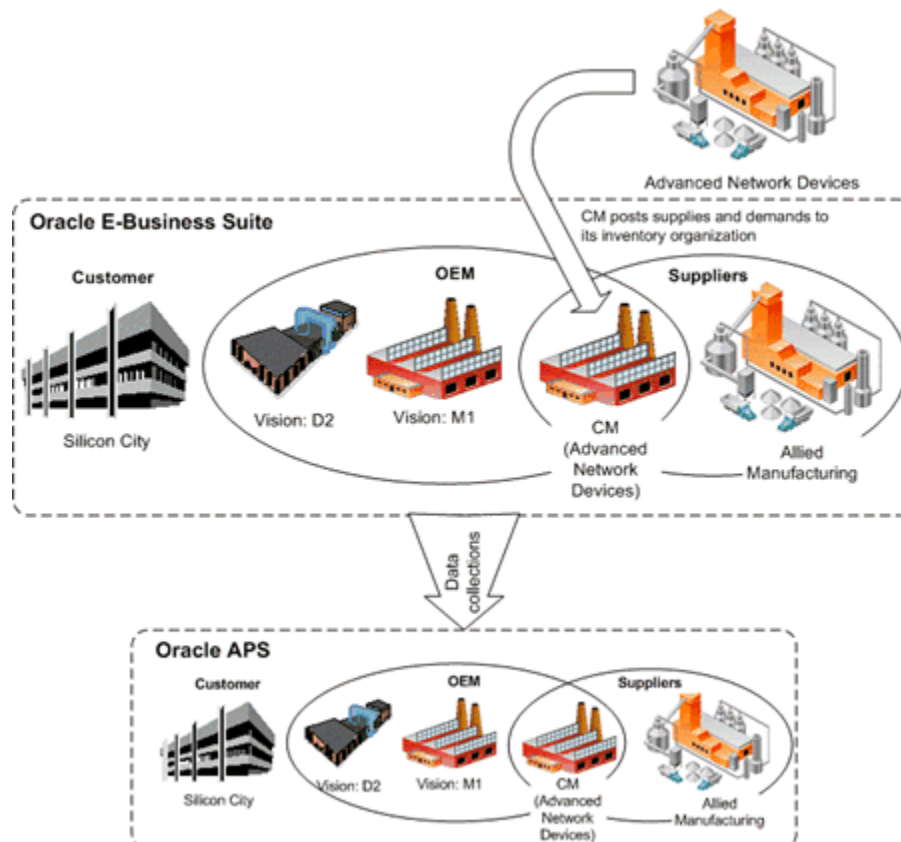 Advanced Network Devices
CM posts supplies and demands to
its inventory organization
Oracle E-Business Suite
Customer
OEM
Suppliers
Silicon City
Vision: D2
Vision: M1
CM
(Advanced
Network
Devices)
Allied
Manufacturing
Data
collections
Oracle APS
Customer
OEM
Suppliers
Silicon City
Vision: D2
Vision: M1
CM
(Advanced
Network
Devices)
Allied
Manufacturing